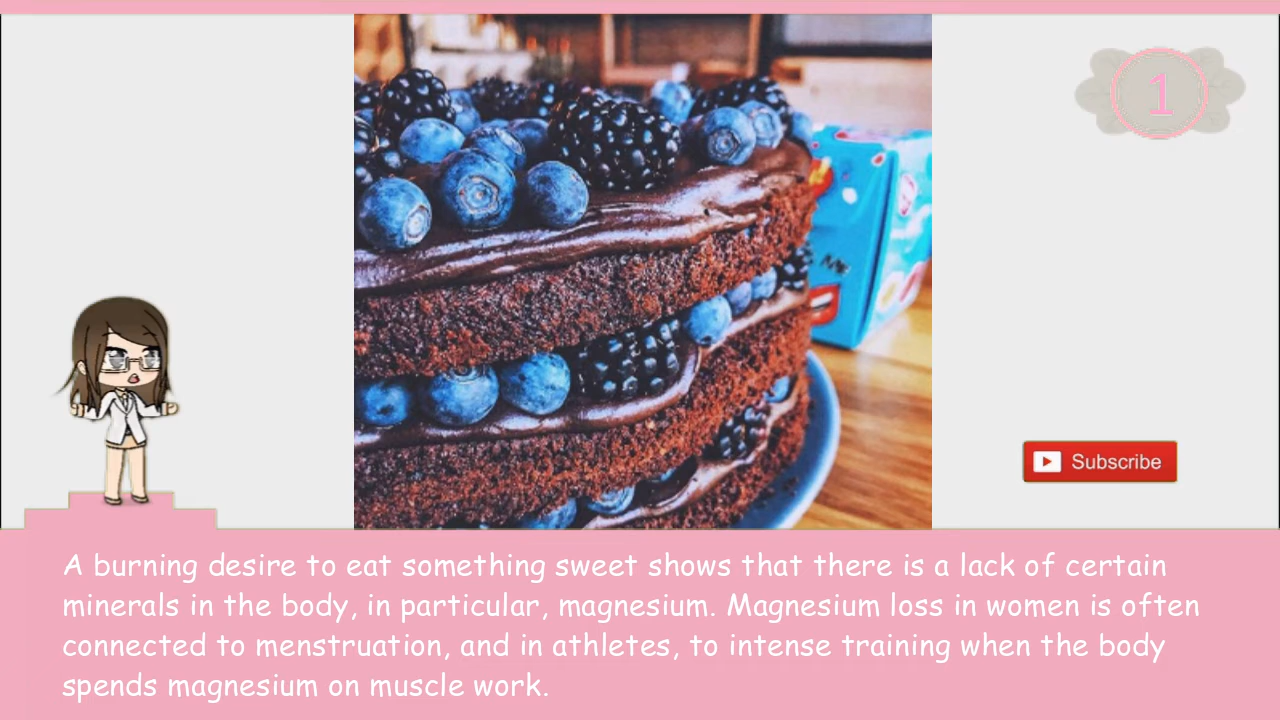 1
Subscribe
A burning desire to eat something sweet shows that there is a lack of certain
minerals in the body, in particular, magnesium. Magnesium loss in women is often
connected to menstruation, and in athletes, to intense training when the body
spends magnesium on muscle work.